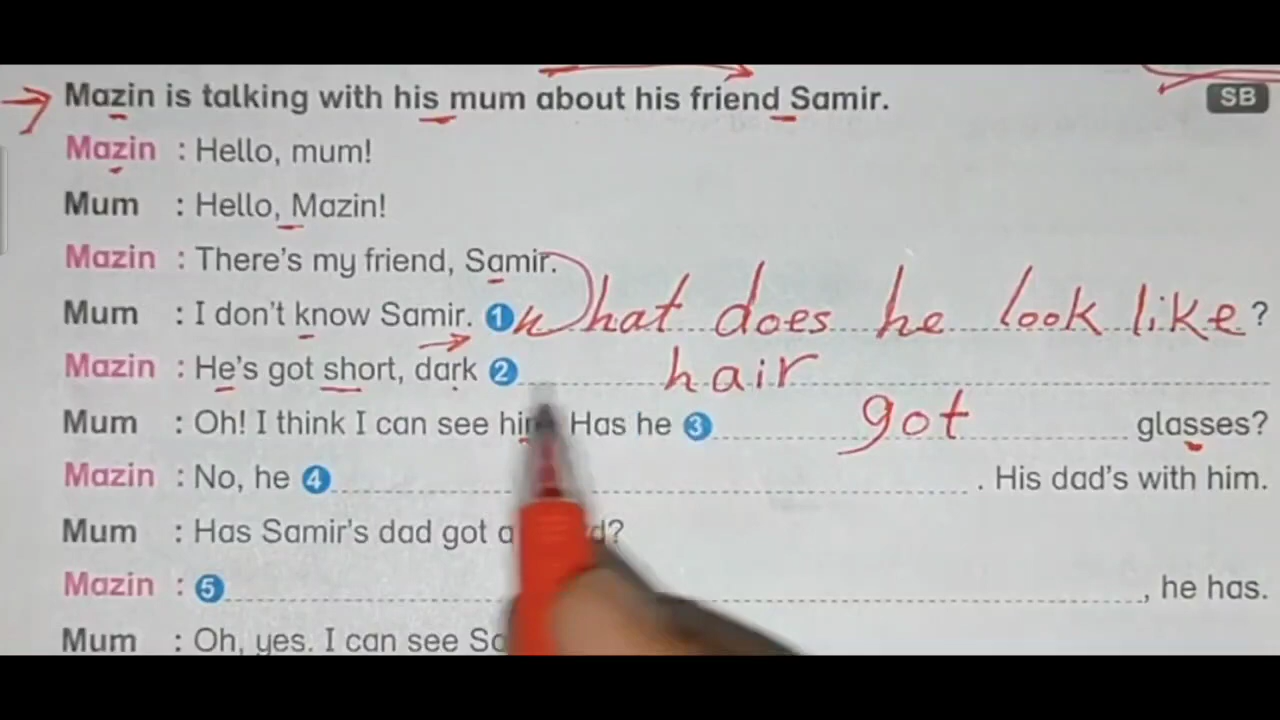 Mazin is talking with his mum about his friend Samir. SB
Mazin : Hello, mum!
Mum : Hello, Mazin!
Mazin : There's my friend, Samir.
Mum : I don't know Samir. 1 What does he look like ?
Mazin : He's got short, dark 2 hair
Mum : Oh! I think I can see Has he 3 got glasses?
Mazin : No, he 4 . His dad's with him.
Mum : Has Samir's dad got
Mazin : 5 , he has.
Mum : Oh, yes. I can see